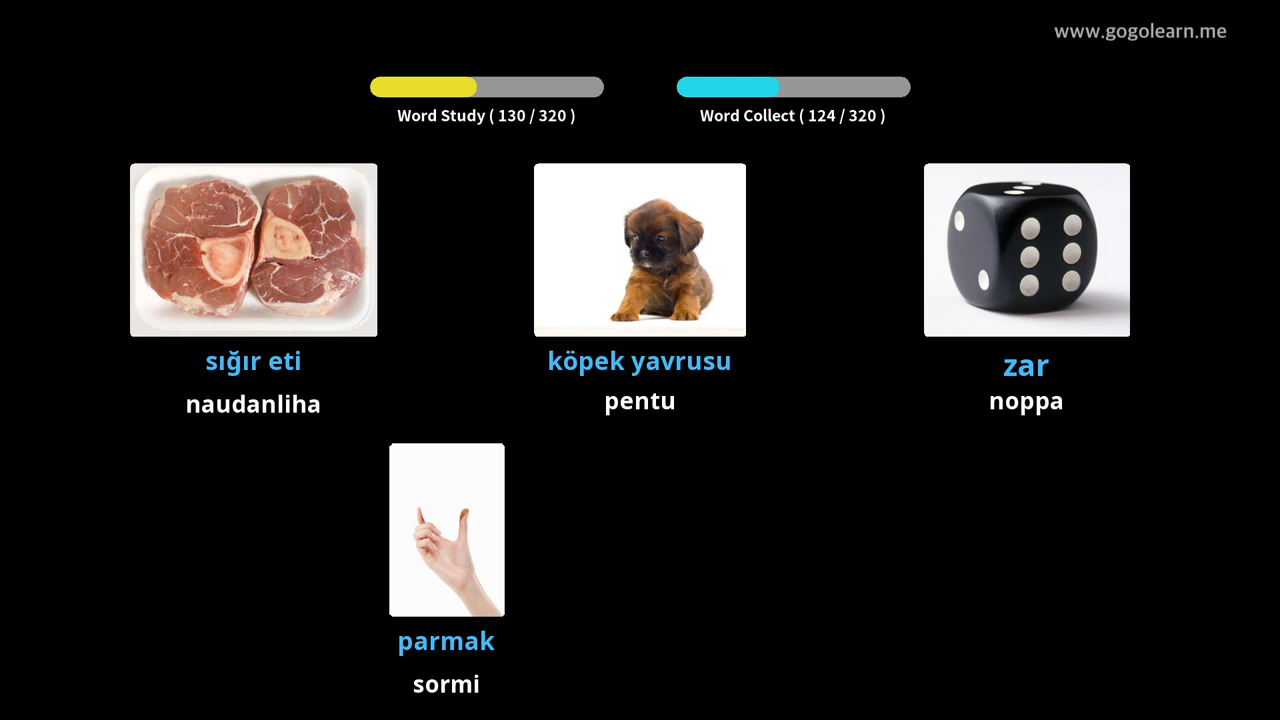 www.gogolearn.me
Word Study ( 130 / 320 )
Word Collect ( 124 / 320 )
sığır eti
köpek yavrusu
zar
naudanliha
pentu
noppa
parmak
sormi